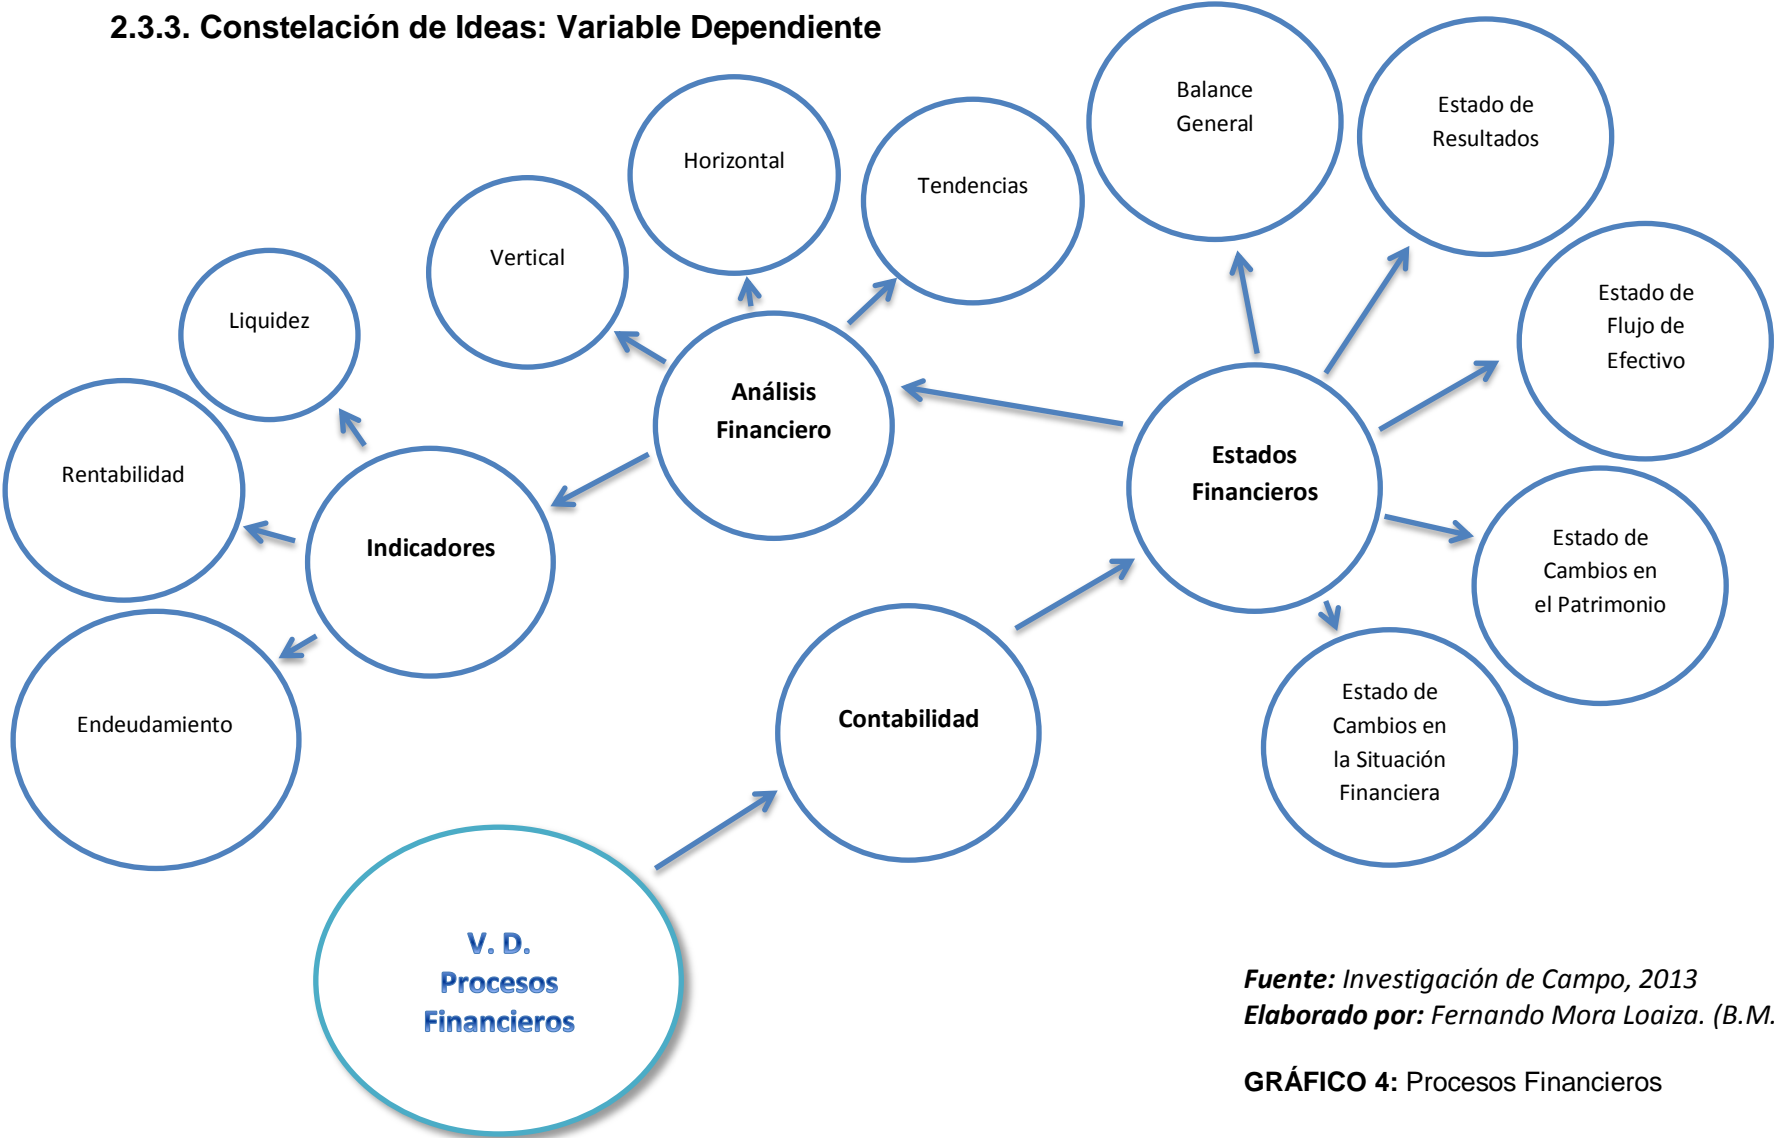 2.3.3. Constelación de Ideas: Variable Dependiente
Balance
General
Estado de
Resultados
Horizontal
Tendencias
Vertical
Liquidez
Estado de
Flujo de
Efectivo
Análisis
Financiero
Rentabilidad
Estados
Financieros
Indicadores
Estado de
Cambios en
el Patrimonio
Endeudamiento
Contabilidad
Estado de
Cambios en
la Situación
Financiera
V. D.
Procesos
Financieros
Fuente: Investigación de Campo, 2013
Elaborado por: Fernando Mora Loaiza. (B.M.
GRÁFICO 4: Procesos Financieros